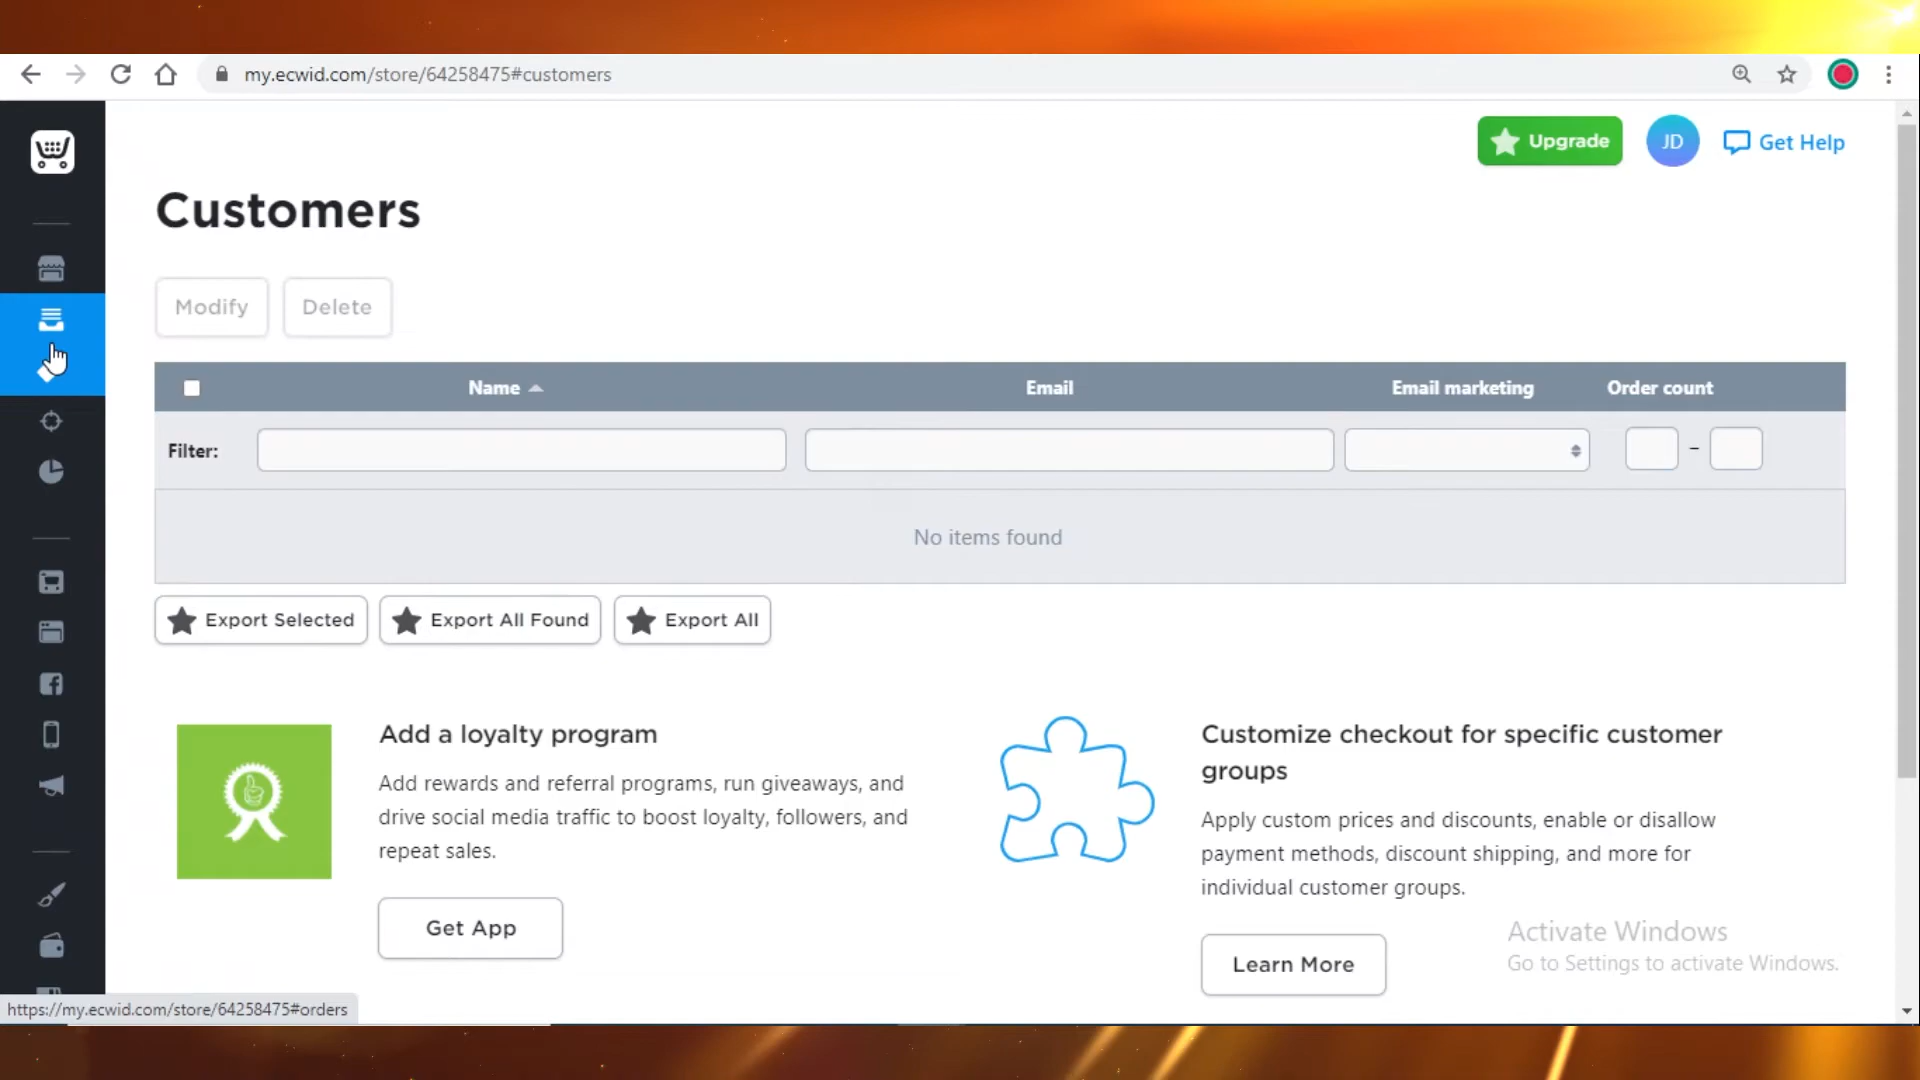 my.ecwid.com/store/64258475#customers
Upgrade
JD
Get Help
Customers
Modify
Delete
Name
Email
Email marketing
Order count
Filter:
–
No items found
Export Selected
Export All Found
Export All
Add a loyalty program
Add rewards and referral programs, run giveaways, and
drive social media traffic to boost loyalty, followers, and
repeat sales.
Get App
Customize checkout for specific customer
groups
Apply custom prices and discounts, enable or disallow
payment methods, discount shipping, and more for
individual customer groups.
Learn More
Activate Windows
Go to Settings to activate Windows.
https://my.ecwid.com/store/64258475#orders